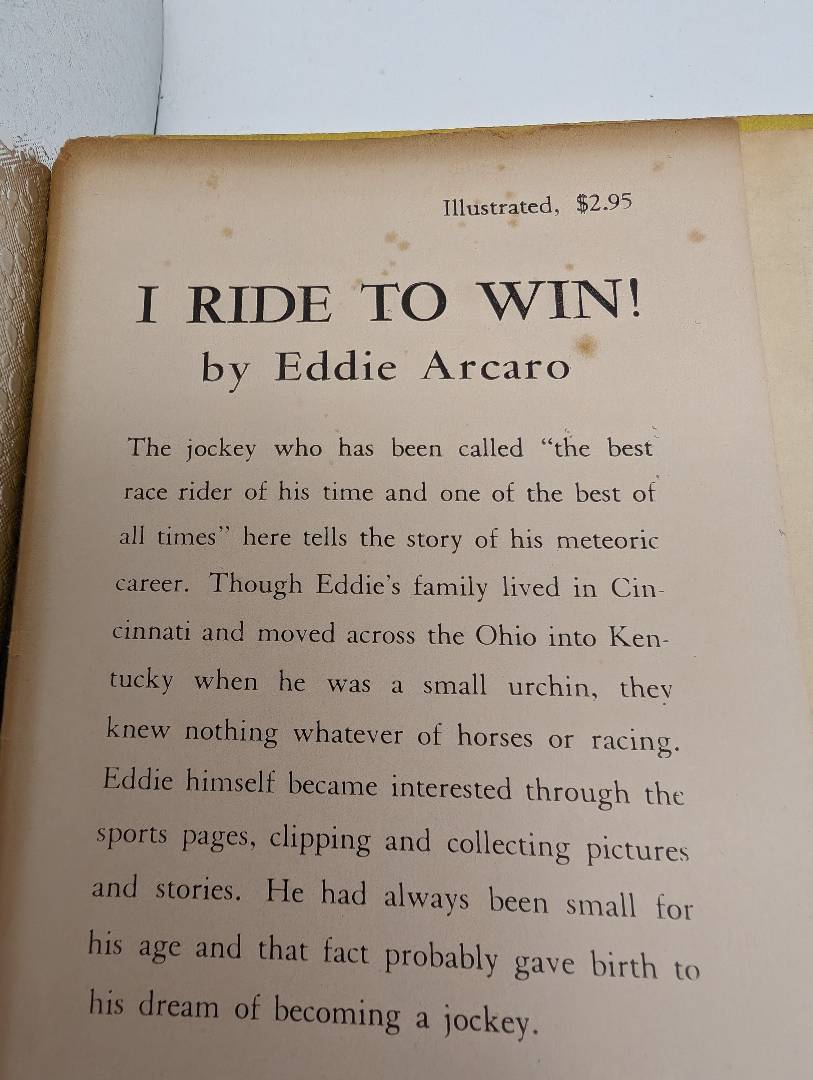 Illustrated, $2.95
I RIDE TO WIN!
by Eddie Arcaro
The jockey who has been called “the best
race rider of his time and one of the best of
all times” here tells the story of his meteoric
career. Though Eddie’s family lived in Cin-
cinnati and moved across the Ohio into Ken-
tucky when he was a small urchin, they
knew nothing whatever of horses or racing.
Eddie himself became interested through the
sports pages, clipping and collecting pictures
and stories. He had always been small for
his age and that fact probably gave birth to
his dream of becoming a jockey.